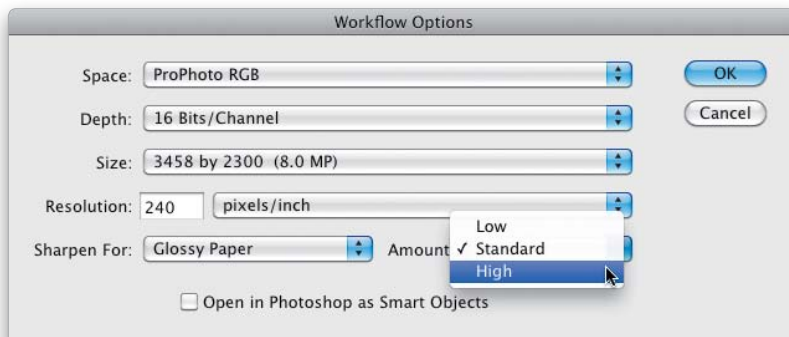 Workflow Options
Space: ProPhoto RGB OK
Depth: 16 Bits/Channel Cancel
Size: 3458 by 2300 (8.0 MP)
Resolution: 240 pixels/inch
Low
Sharpen For: Glossy Paper Amount ✓ Standard
High
Open in Photoshop as Smart Objects